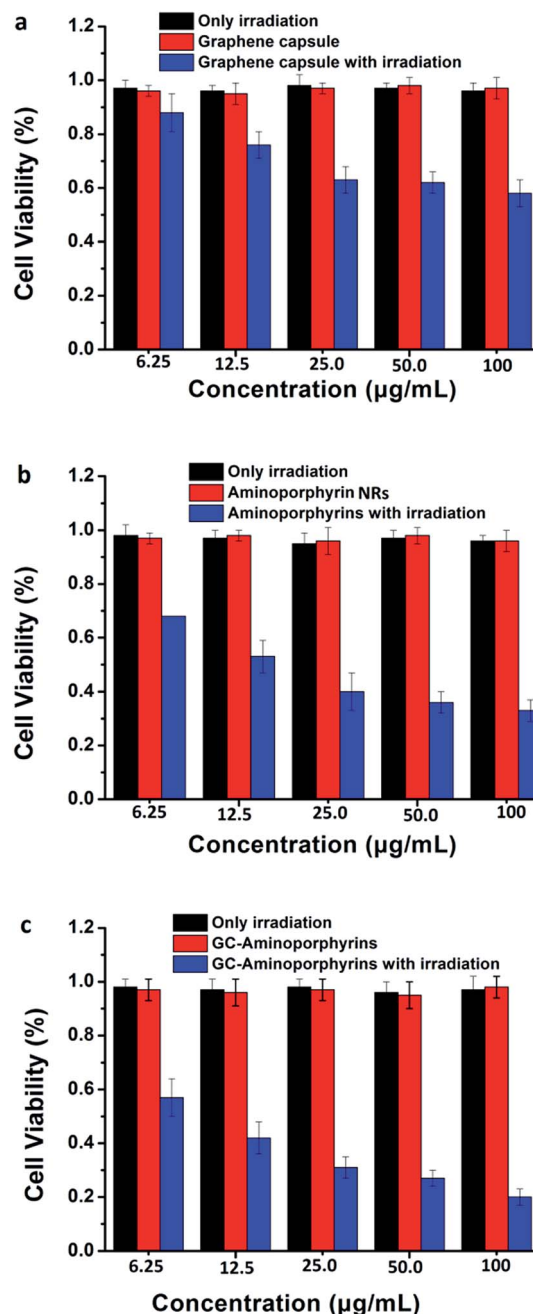 a
Only irradiation
Graphene capsule
Graphene capsule with irradiation
Cell Viability (%)
1.2
1.0
0.8
0.6
0.4
0.2
0.0
6.25 12.5 25.0 50.0 100
Concentration (µg/mL)
b
Only irradiation
Aminoporphyrin NRs
Aminoporphyrins with irradiation
Cell Viability (%)
1.2
1.0
0.8
0.6
0.4
0.2
0.0
6.25 12.5 25.0 50.0 100
Concentration (µg/mL)
c
Only irradiation
GC-Aminoporphyrins
GC-Aminoporphyrins with irradiation
Cell Viability (%)
1.2
1.0
0.8
0.6
0.4
0.2
0.0
6.25 12.5 25.0 50.0 100
Concentration (µg/mL)